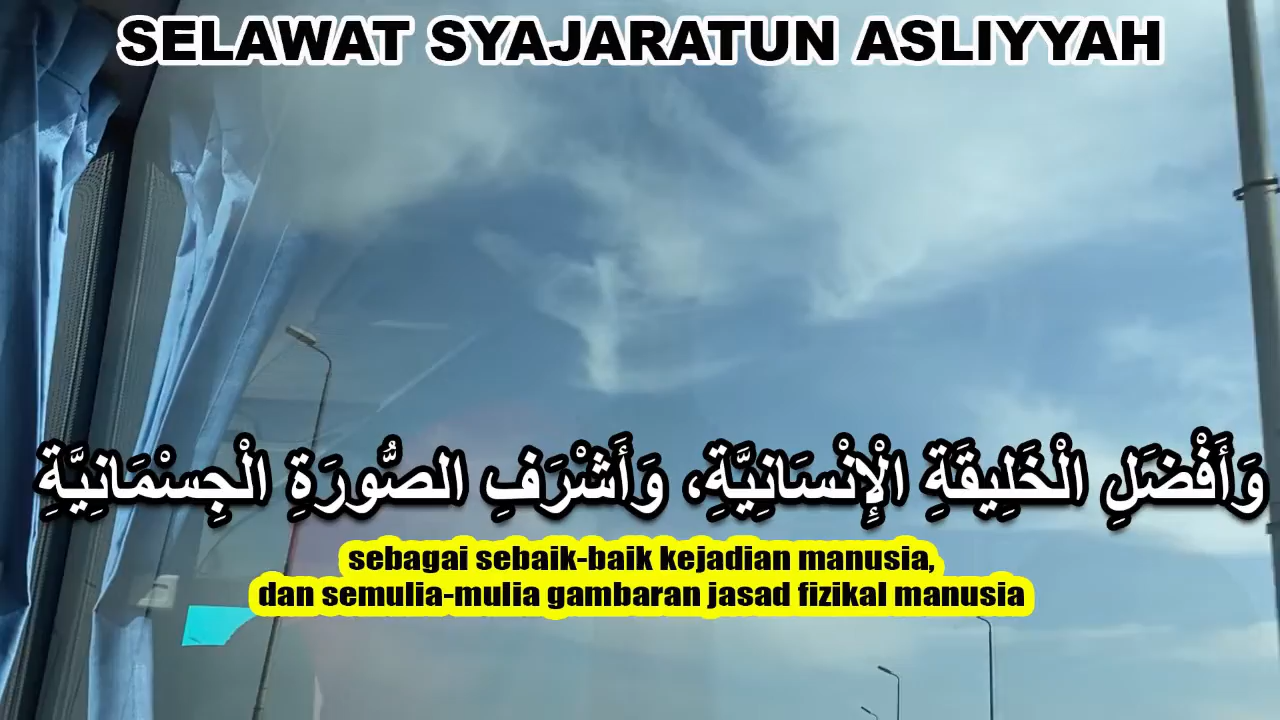 SELAWAT SYAJARATUN ASLIYYAH
وَأَفْضَلِ الْخَلِيقَةِ الْإِنْسَانِيَّةِ، وَأَشْرَفِ الصُّورَةِ الْجِسْمَانِيَّةِ
sebagai sebaik-baik kejadian manusia,
dan semulia-mulia gambaran jasad fizikal manusia